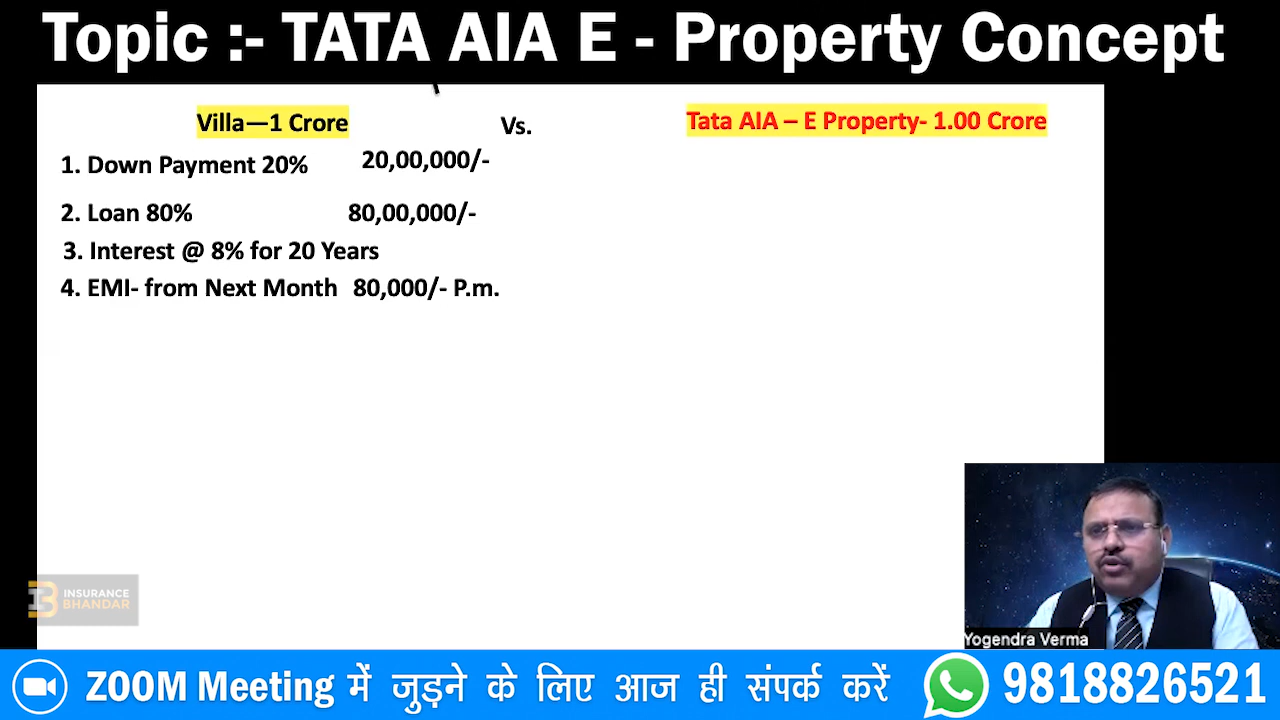 Topic :- TATA AIA E - Property Concept
Villa—1 Crore
Vs.
Tata AIA – E Property- 1.00 Crore
1. Down Payment 20% 20,00,000/-
2. Loan 80% 80,00,000/-
3. Interest @ 8% for 20 Years
4. EMI- from Next Month 80,000/- P.m.
INSURANCE
BHANDAR
Yogendra Verma
ZOOM Meeting में जुड़ने के लिए आज ही संपर्क करें 9818826521